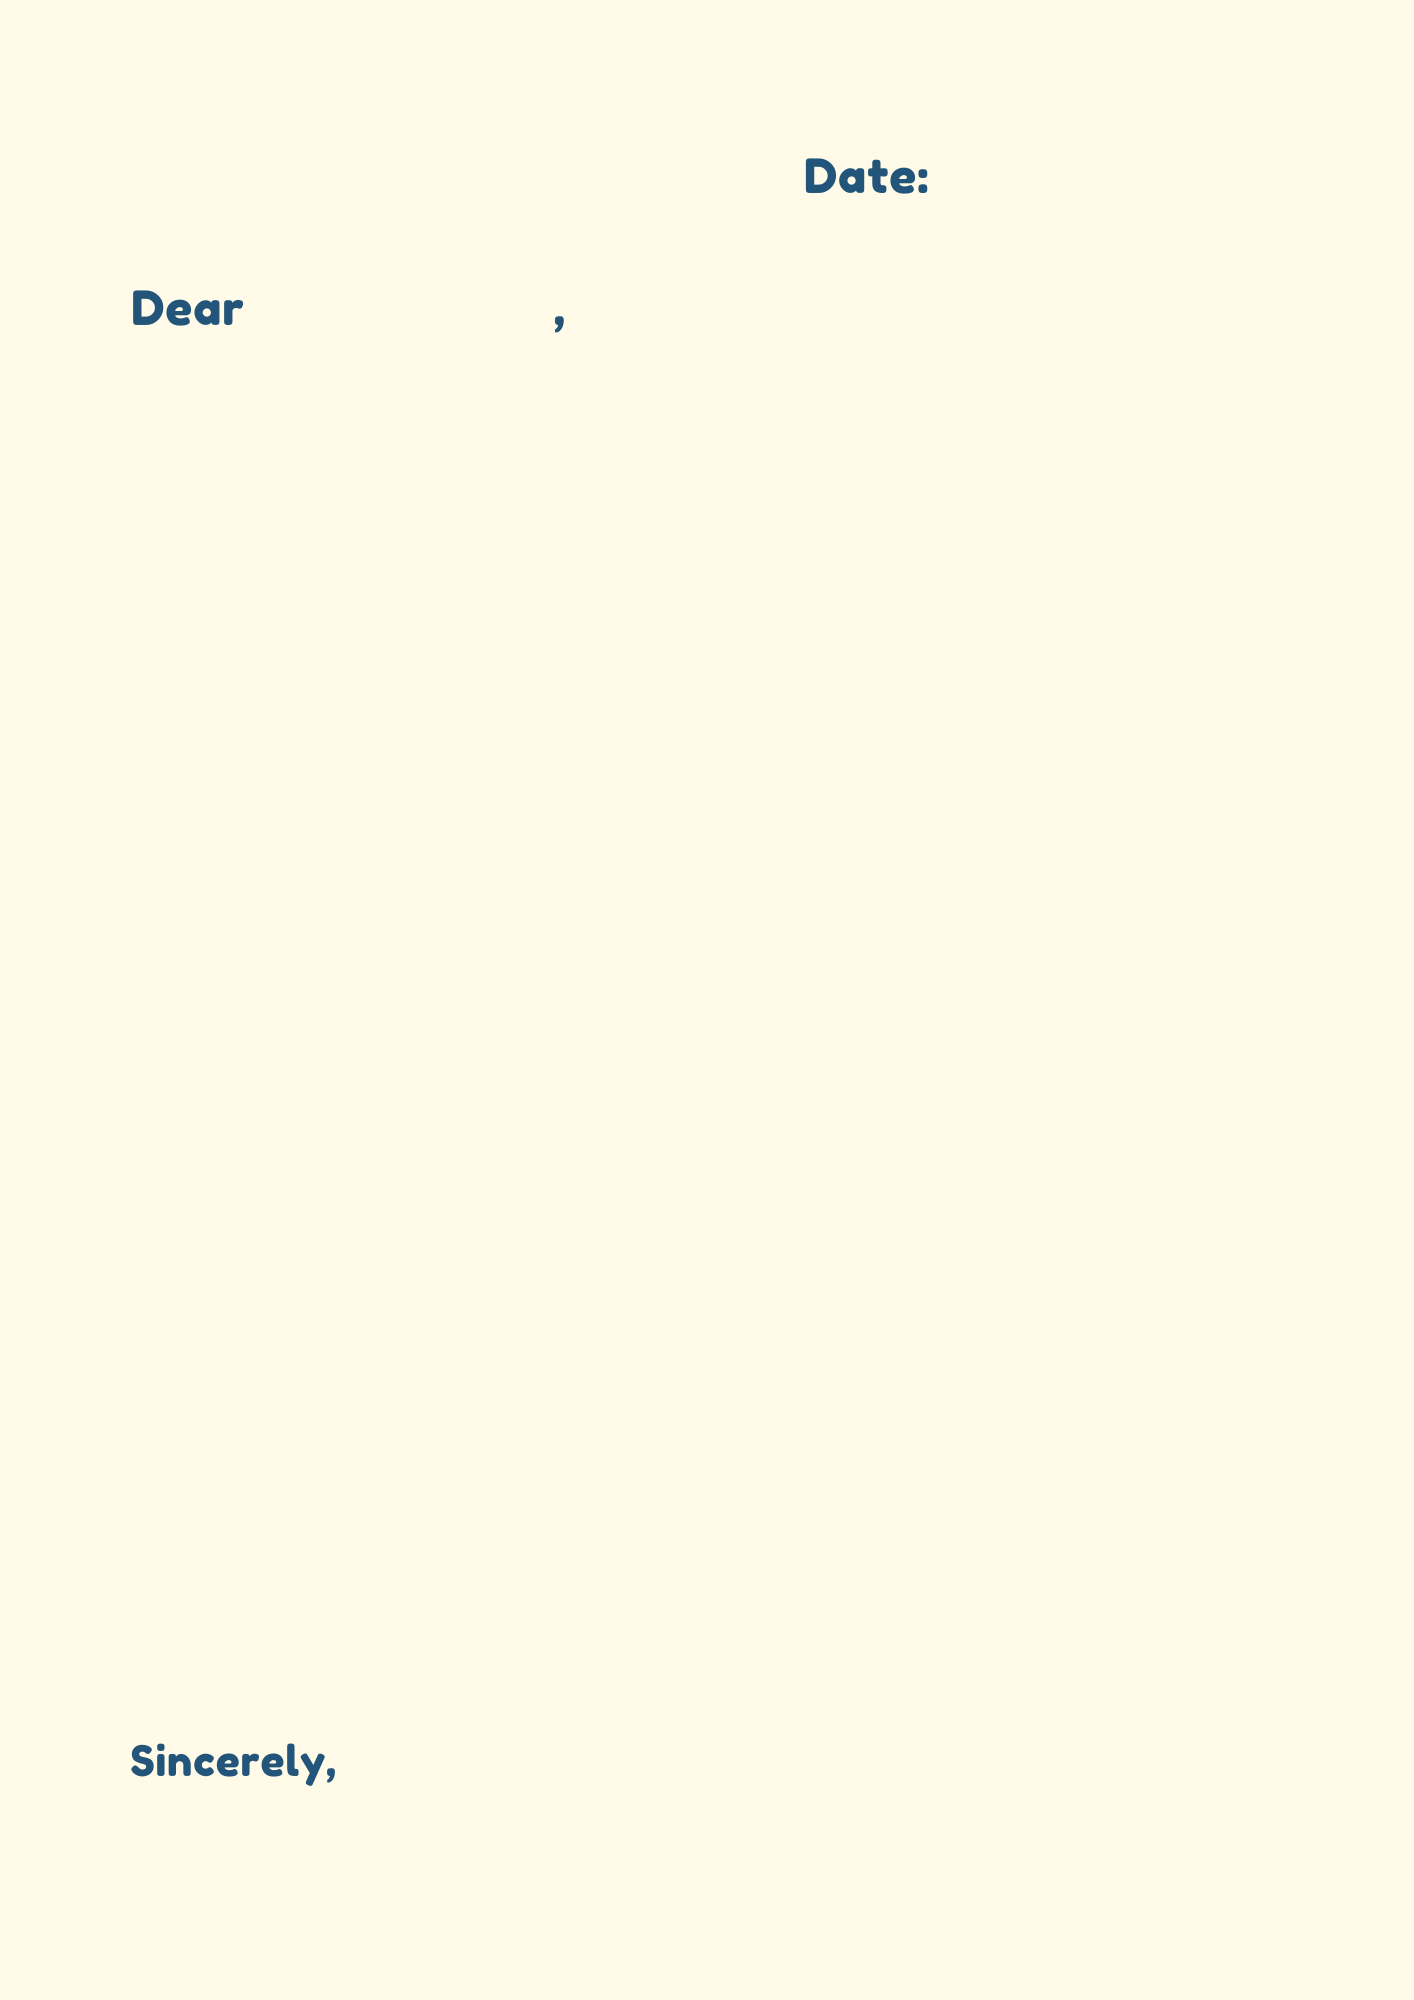 Date:
Dear ,
Sincerely,